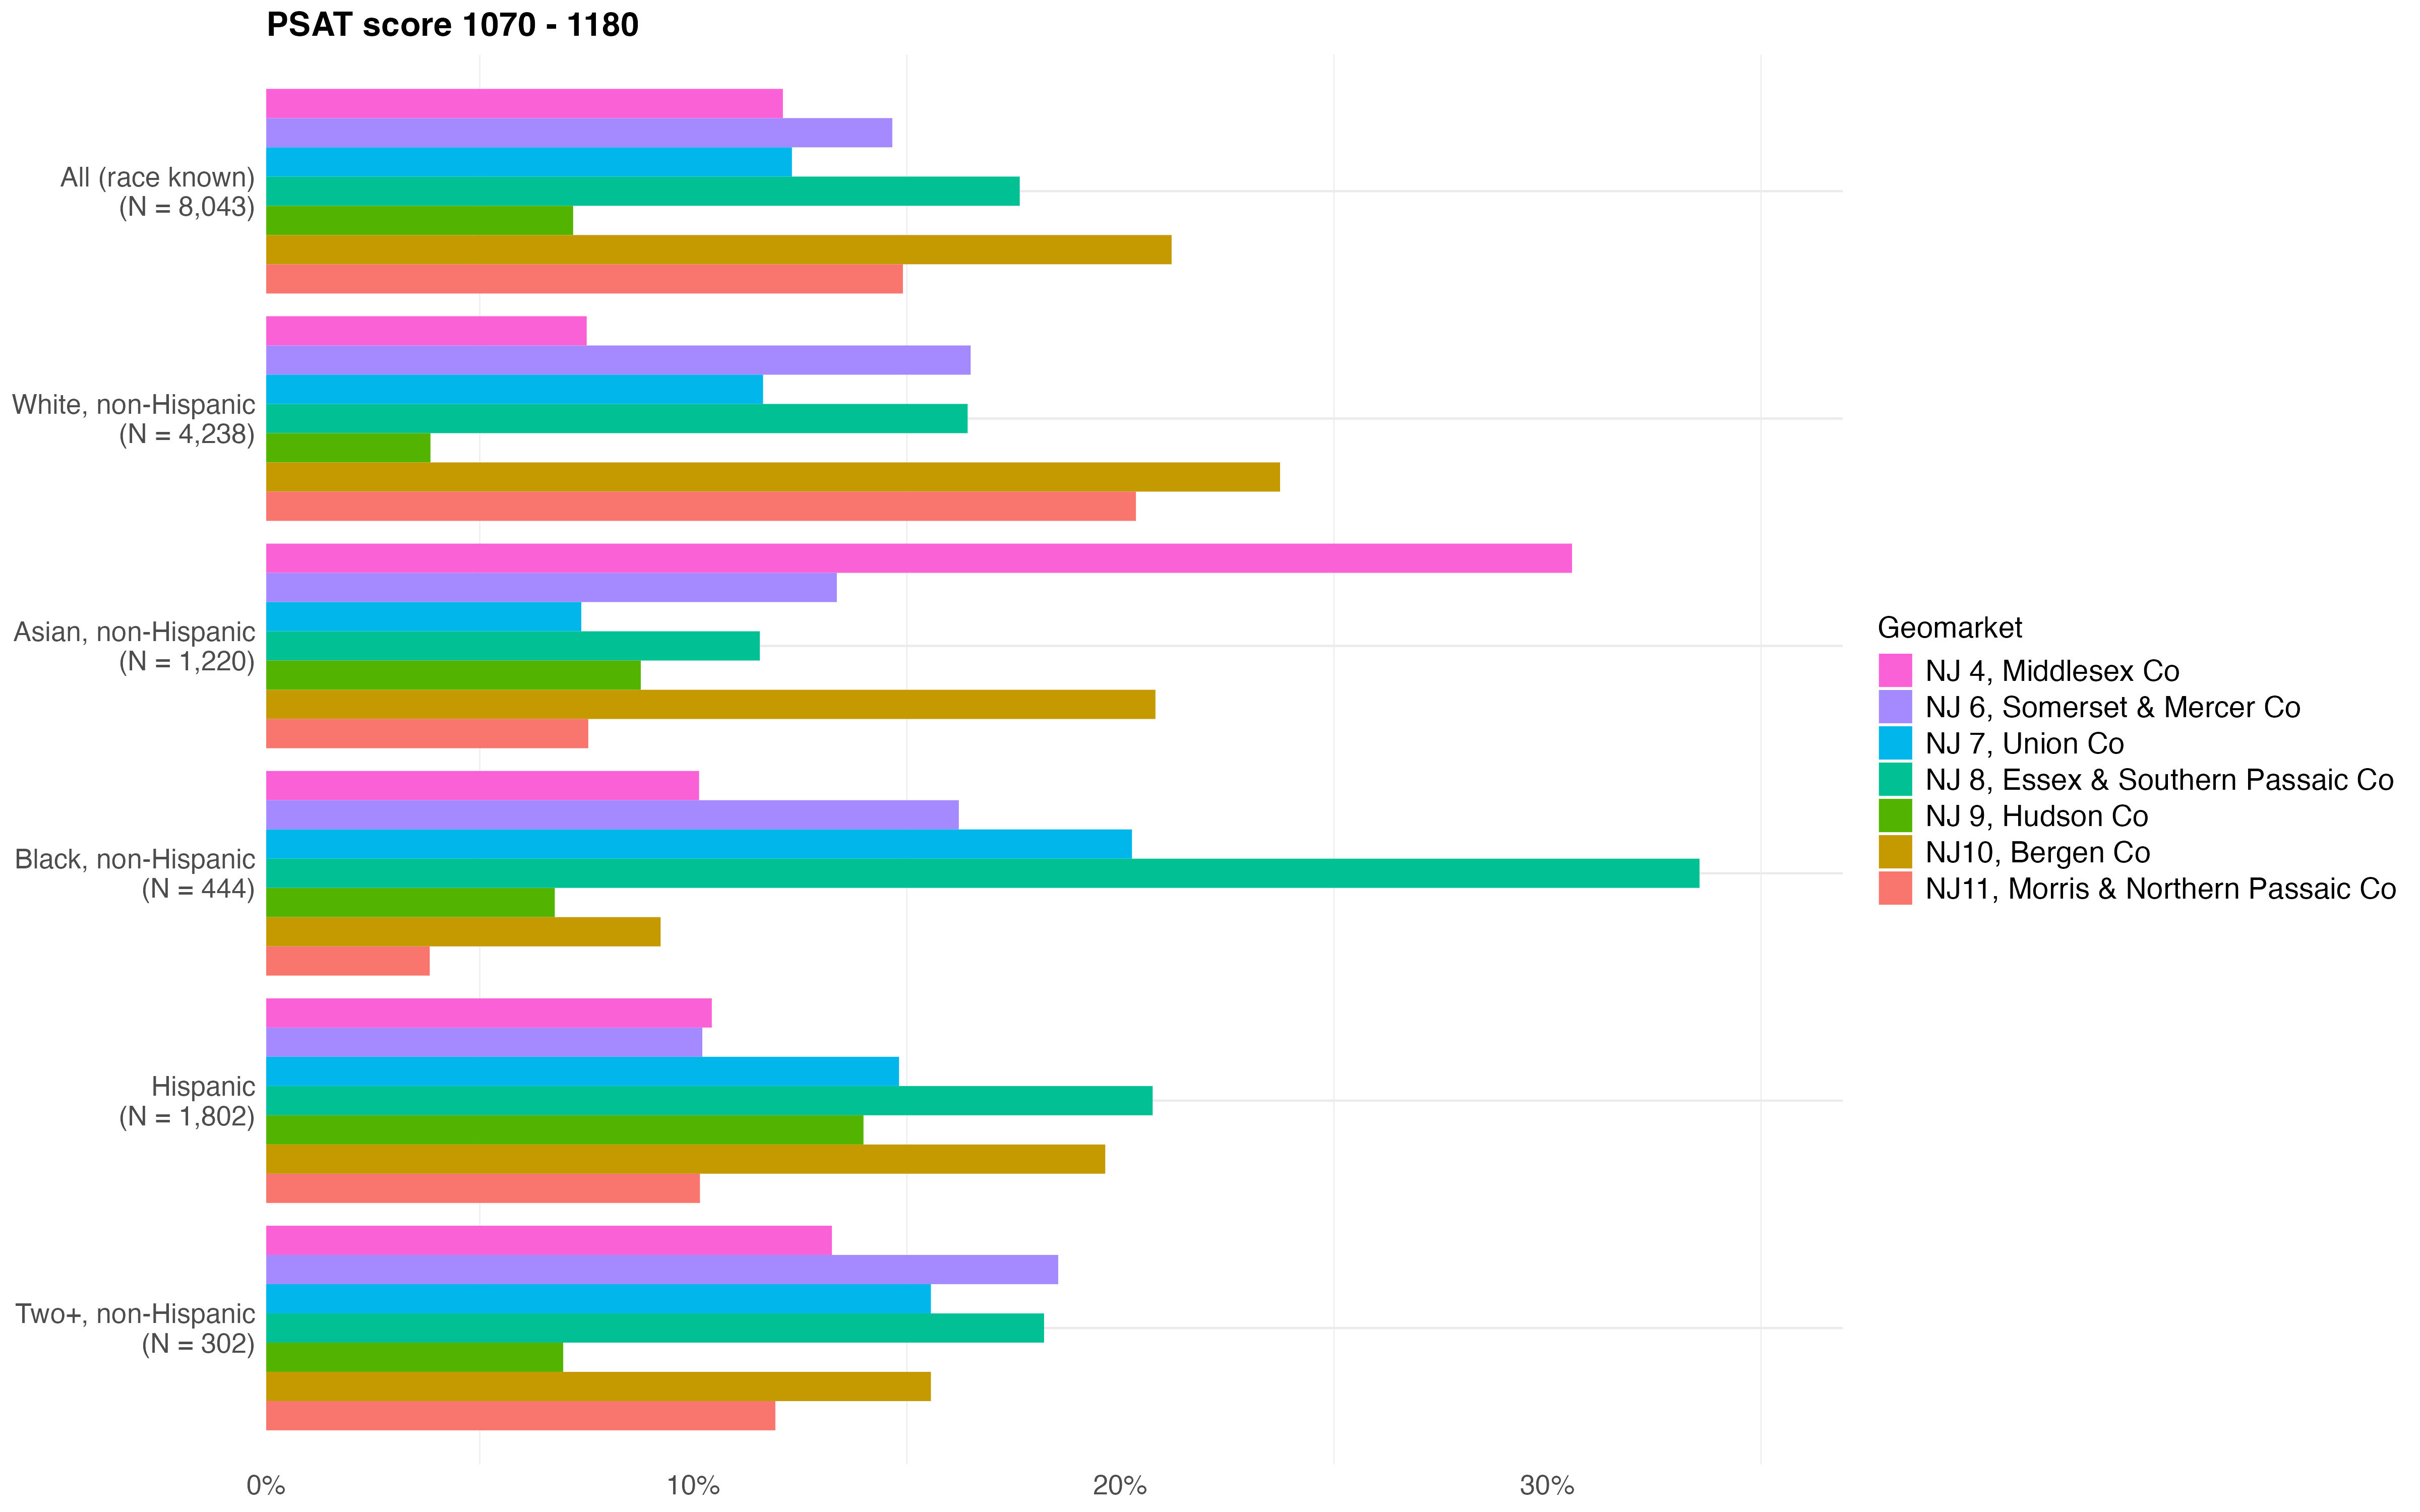 PSAT score 1070 - 1180
All (race known)
(N = 8,043)
White, non-Hispanic
(N = 4,238)
Asian, non-Hispanic
(N = 1,220)
Black, non-Hispanic
(N = 444)
Hispanic
(N = 1,802)
Two+, non-Hispanic
(N = 302)
0%
10%
20%
30%
Geomarket
NJ 4, Middlesex Co
NJ 6, Somerset & Mercer Co
NJ 7, Union Co
NJ 8, Essex & Southern Passaic Co
NJ 9, Hudson Co
NJ10, Bergen Co
NJ11, Morris & Northern Passaic Co